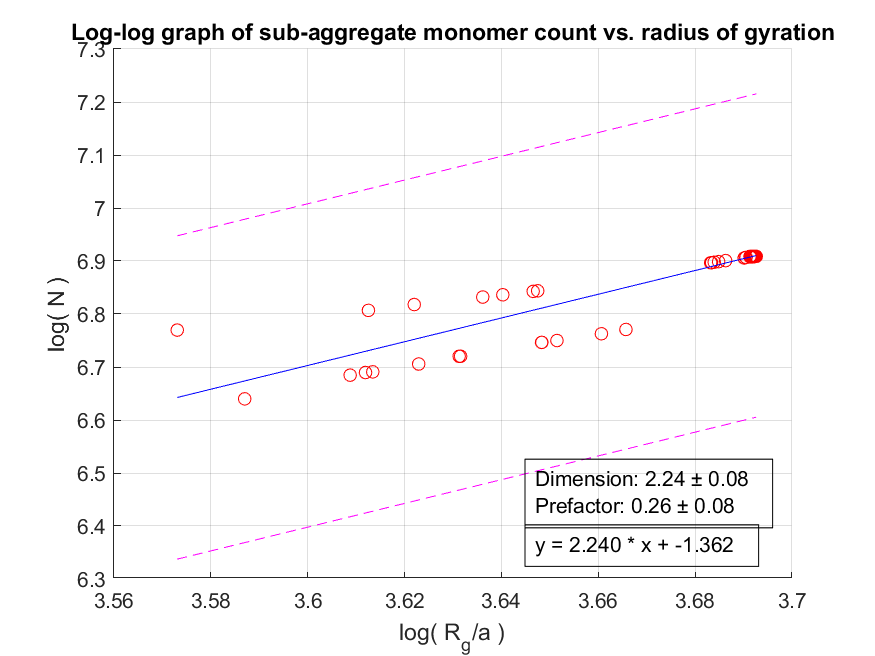 Log-log graph of sub-aggregate monomer count vs. radius of gyration
7.3
7.2
7.1
7
6.9
6.8
6.7
6.6
6.5
6.4
6.3
log( N )
Dimension: 2.24 ± 0.08
Prefactor: 0.26 ± 0.08
y = 2.240 * x + -1.362
3.56 3.58 3.6 3.62 3.64 3.66 3.68 3.7
log( R_g/a )